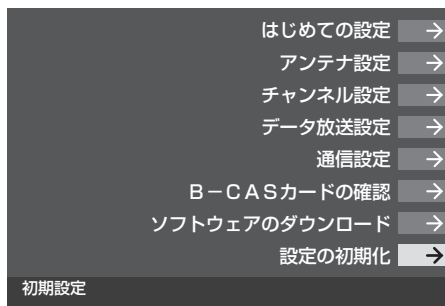 はじめての設定 →
アンテナ設定 →
チャンネル設定 →
データ放送設定 →
通信設定 →
B－CASカードの確認 →
ソフトウェアのダウンロード →
設定の初期化 →
初期設定